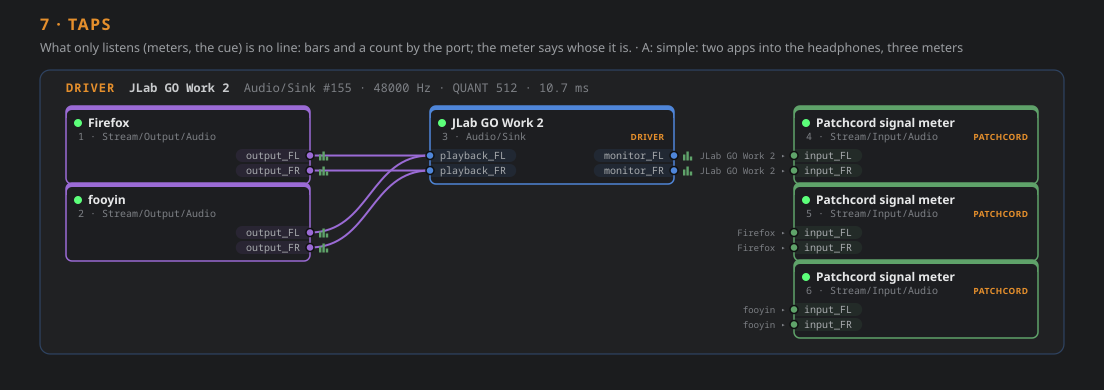 7 · TAPS
What only listens (meters, the cue) is no line: bars and a count by the port; the meter says whose it is. · A: simple: two apps into the headphones, three meters
DRIVER JLab GO Work 2 Audio/Sink #155 · 48000 Hz · QUANT 512 · 10.7 ms
Firefox
1 · Stream/Output/Audio
output_FL
output_FR
fooyin
2 · Stream/Output/Audio
output_FL
output_FR
JLab GO Work 2
3 · Audio/Sink DRIVER
playback_FL monitor_FL
playback_FR monitor_FR
Patchcord signal meter
4 · Stream/Input/Audio PATCHCORD
JLab GO Work 2 · input_FL
JLab GO Work 2 · input_FR
Patchcord signal meter
5 · Stream/Input/Audio PATCHCORD
Firefox · input_FL
Firefox · input_FR
Patchcord signal meter
6 · Stream/Input/Audio PATCHCORD
fooyin · input_FL
fooyin · input_FR